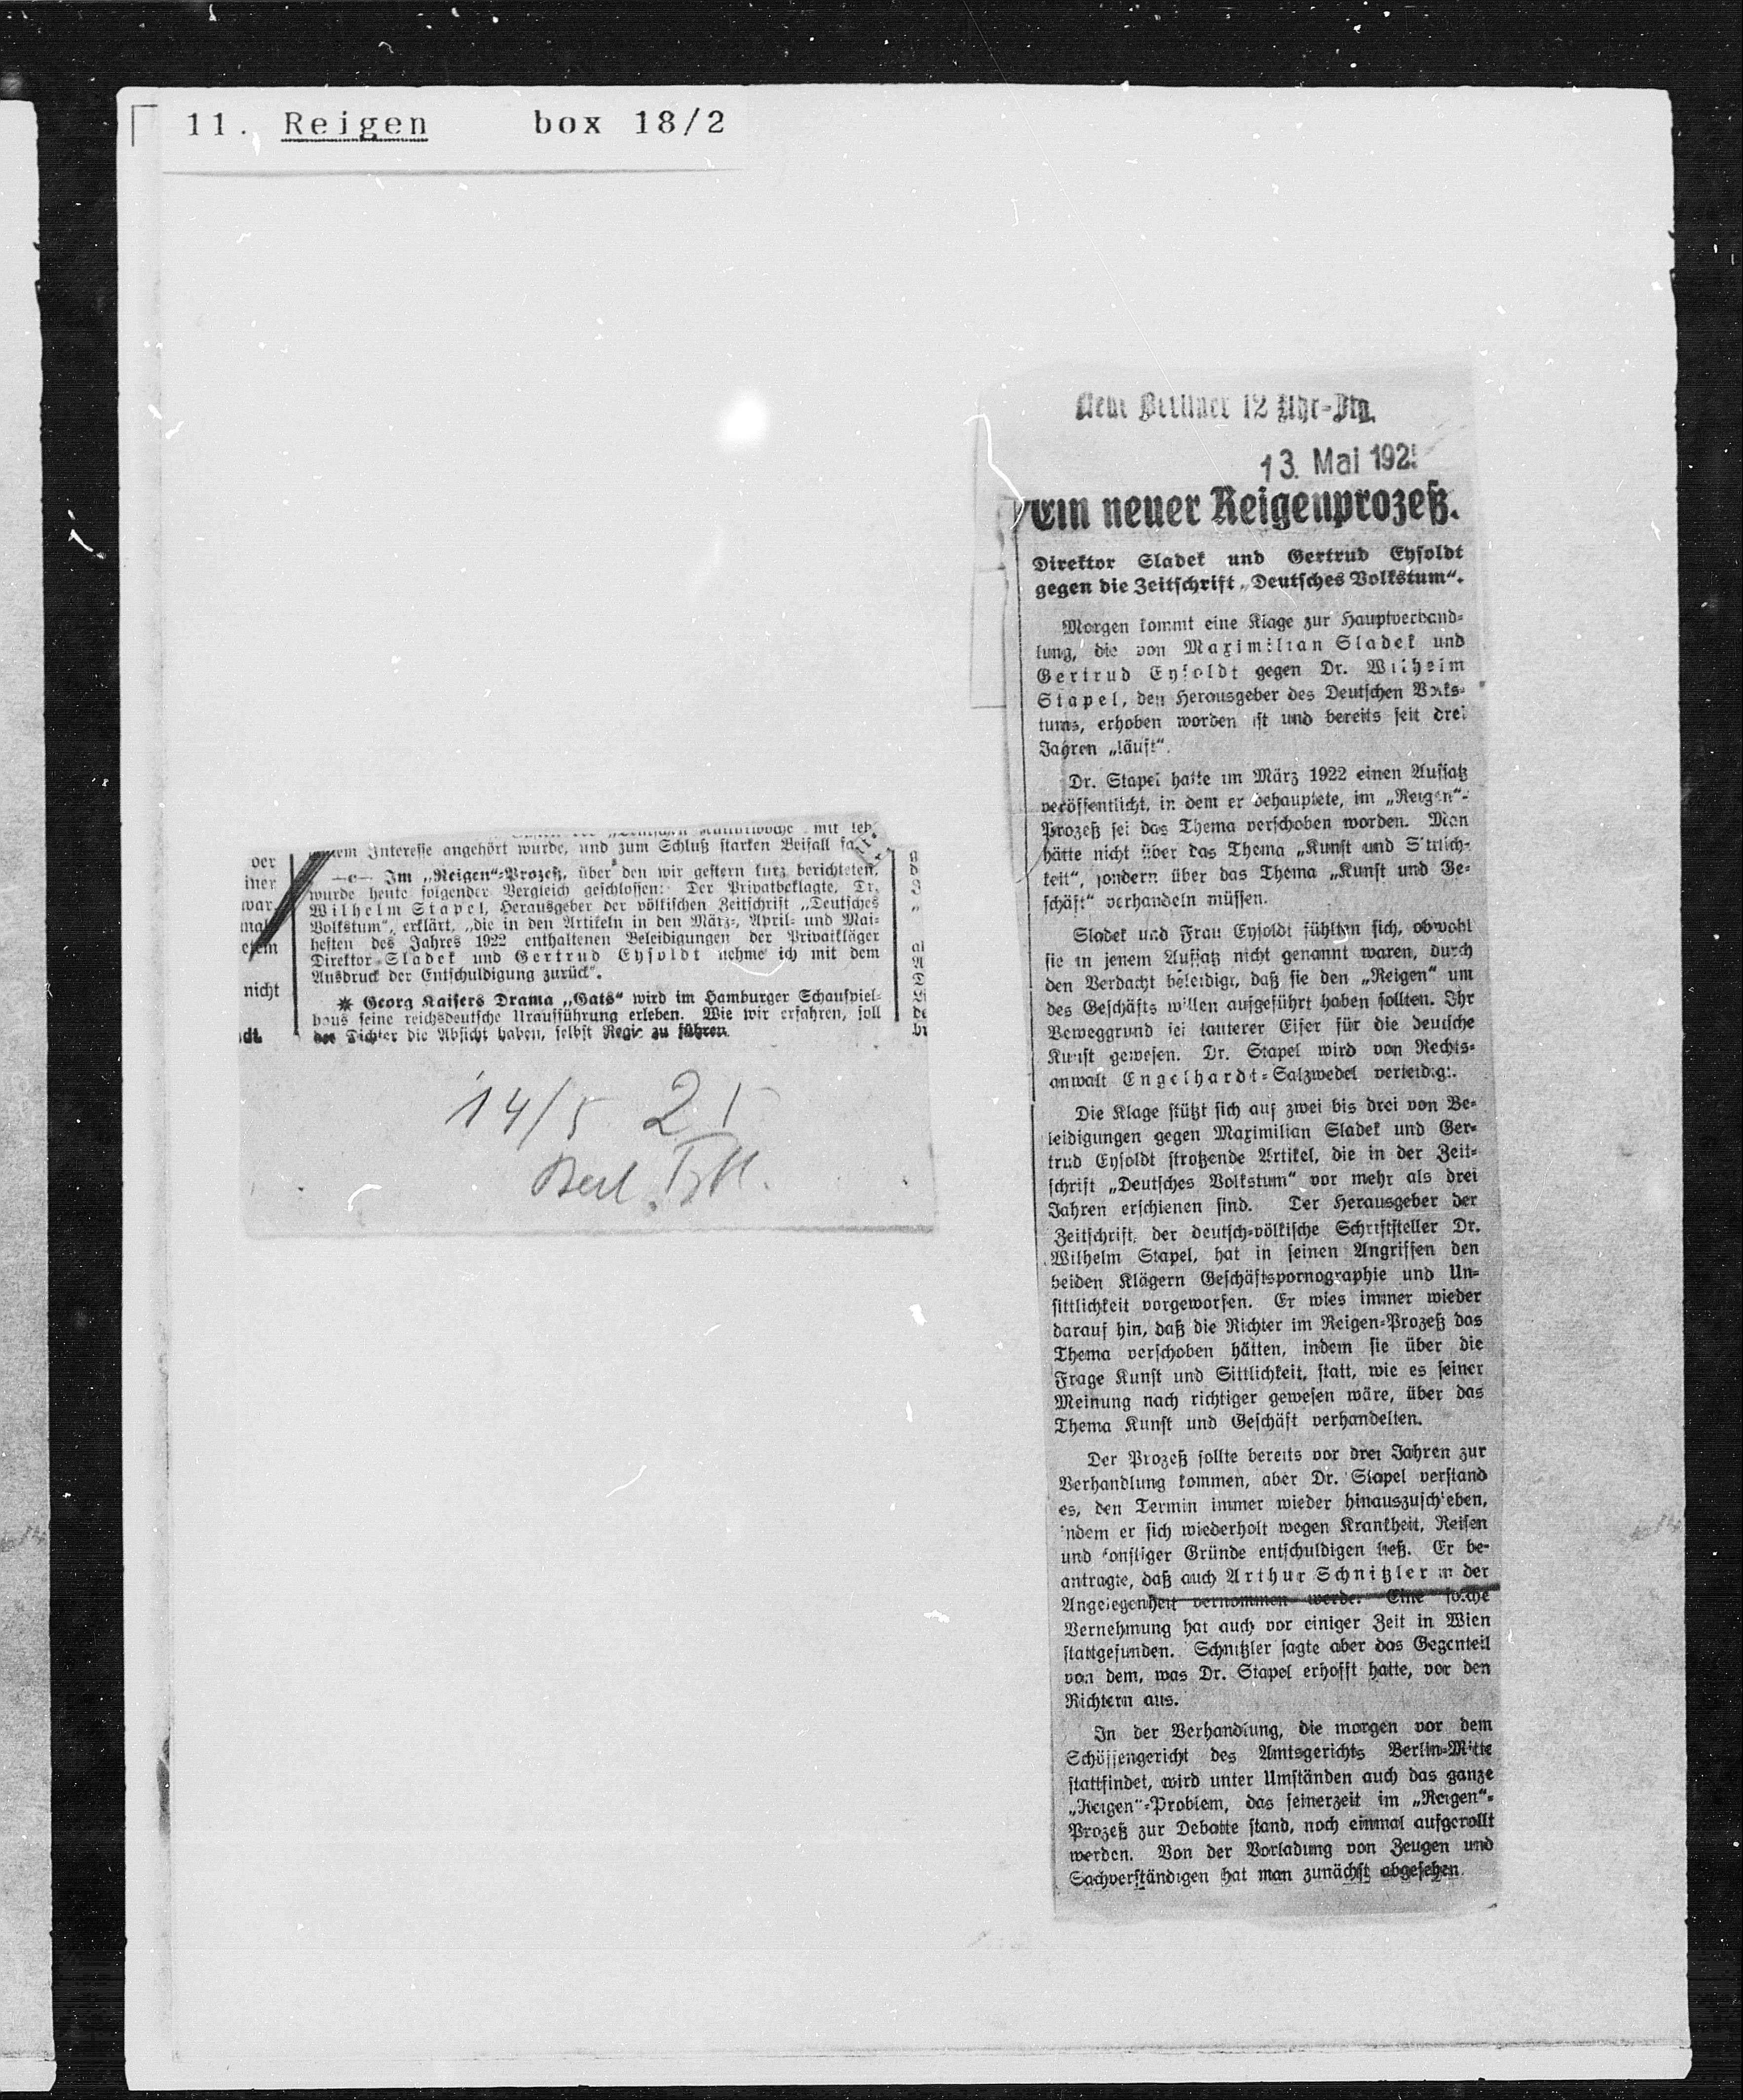 11. Reigen box 18/2
mit leb
Interesse angehört wurde, und zum Schluß starken Beifall fa
—e— Im „Reigen"-Prozeß, über den wir gestern kurz berichteten,
wurde heute folgender Vergleich geschlossen: Der Privatbeklagte, Dr.
Wilhelm Stapel, Herausgeber der völkischen Zeitschrift „Deutsches
Volkstum", erklärt, „die in den Artikeln in den März-, April- und Mai-
heften des Jahres 1922 enthaltenen Beleidigungen der Privatkläger
Direktor Sladek und Gertrud Eysoldt nehme ich mit dem
Ausdruck der Entschuldigung zurück".
✶ Georg Kaisers Drama „Gats" wird im Hamburger Schauspiel-
haus seine reichsdeutsche Uraufführung erleben. Wie wir erfahren, soll
der Dichter die Absicht haben, selbst Regie zu führen.
oer
iner
war
mal
etem
nicht
dt.
14/5 25
Berl. Tgbl.
Neue Berliner 12 Uhr-Ztg.
13. Mai 192
Ein neuer Reigenprozeß.
Direktor Sladek und Gertrud Eysoldt
gegen die Zeitschrift „Deutsches Volkstum".
Morgen kommt eine Klage zur Hauptverhand-
lung, die von Maximilian Sladek und
Gertrud Eysoldt gegen Dr. Wilhelm
Stapel, den Herausgeber des Deutschen Volks-
tums, erhoben worden ist und bereits seit drei
Jahren „läuft".
Dr. Stapel hatte im März 1922 einen Aufsatz
veröffentlicht, in dem er behauptete, im „Reigen"-
Prozeß sei das Thema verschoben worden. Man
hätte nicht über das Thema „Kunst und Sittlich-
keit", sondern über das Thema „Kunst und Ge-
schäft" verhandeln müssen.
Sladek und Frau Eysoldt fühlten sich, obwohl
sie in jenem Aufsatz nicht genannt waren, durch
den Verdacht beleidigt, daß sie den „Reigen" um
des Geschäfts willen aufgeführt haben sollten. Ihr
Beweggrund sei lauterer Eifer für die deutsche
Kunst gewesen. Dr. Stapel wird von Rechts-
anwalt Engelhardt-Salzwedel verteidigt.
Die Klage stützt sich auf zwei bis drei von Be-
leidigungen gegen Maximilian Sladek und Ger-
trud Eysoldt strotzende Artikel, die in der Zeit-
schrift „Deutsches Volkstum" vor mehr als drei
Jahren erschienen sind. Der Herausgeber der
Zeitschrift, der deutsch-völkische Schriftsteller Dr.
Wilhelm Stapel, hat in seinen Angriffen den
beiden Klägern Geschäftspornographie und Un-
sittlichkeit vorgeworfen. Er wies immer wieder
darauf hin, daß die Richter im Reigen-Prozeß das
Thema verschoben hätten, indem sie über die
Frage Kunst und Sittlichkeit, statt, wie es seiner
Meinung nach richtiger gewesen wäre, über das
Thema Kunst und Geschäft verhandelten.
Der Prozeß sollte bereits vor drei Jahren zur
Verhandlung kommen, aber Dr. Stapel verstand
es, den Termin immer wieder hinauszuschieben,
indem er sich wiederholt wegen Krankheit, Reisen
und sonstiger Gründe entschuldigen ließ. Er be-
antragte, daß auch Arthur Schnitzler in der
Angelegenheit vernommen werde. Eine solche
Vernehmung hat auch vor einiger Zeit in Wien
stattgefunden. Schnitzler sagte aber das Gegenteil
von dem, was Dr. Stapel erhofft hatte, vor den
Richtern aus.
In der Verhandlung, die morgen vor dem
Schöffengericht des Amtsgerichts Berlin-Mitte
stattfindet, wird unter Umständen auch das ganze
„Reigen"-Problem, das seinerzeit im „Reigen"-
Prozeß zur Debatte stand, noch einmal aufgerollt
werden. Von der Vorladung von Zeugen und
Sachverständigen hat man zunächst abgesehen.